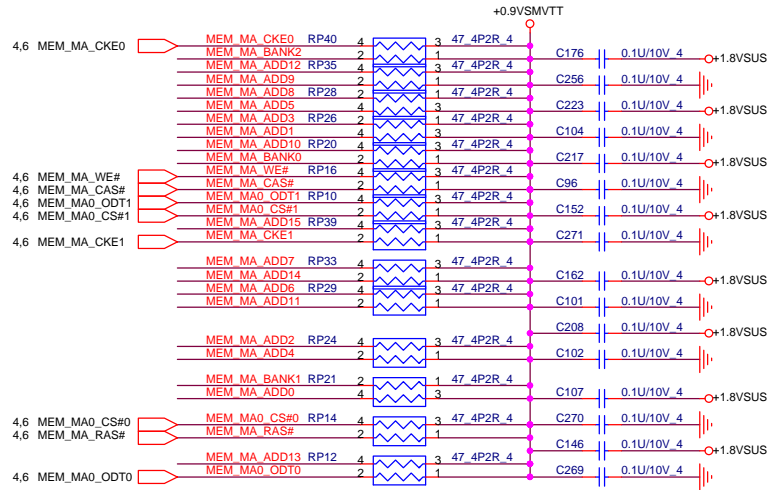 +0.9VSMVTT
4,6 MEM_MA_CKE0 MEM_MA_CKE0 RP40 4 3 47_4P2R_4
MEM_MA_BANK2 2 1 C176 0.1U/10V_4 +1.8VSUS
MEM_MA_ADD12 RP35 4 3 47_4P2R_4
MEM_MA_ADD9 2 1 C256 0.1U/10V_4
MEM_MA_ADD8 RP28 2 1 47_4P2R_4
MEM_MA_ADD5 4 3 C223 0.1U/10V_4 +1.8VSUS
MEM_MA_ADD3 RP26 2 1 47_4P2R_4
MEM_MA_ADD1 4 3 C104 0.1U/10V_4
MEM_MA_ADD10 RP20 4 3 47_4P2R_4
MEM_MA_BANK0 2 1 C217 0.1U/10V_4 +1.8VSUS
4,6 MEM_MA_WE# MEM_MA_WE# RP16 4 3 47_4P2R_4
4,6 MEM_MA_CAS# MEM_MA_CAS# 2 1 C96 0.1U/10V_4
4,6 MEM_MA0_ODT1 MEM_MA0_ODT1 RP10 4 3 47_4P2R_4
4,6 MEM_MA0_CS#1 MEM_MA0_CS#1 2 1 C152 0.1U/10V_4 +1.8VSUS
MEM_MA_ADD15 RP39 4 3 47_4P2R_4
4,6 MEM_MA_CKE1 MEM_MA_CKE1 2 1 C271 0.1U/10V_4
MEM_MA_ADD7 RP33 4 3 47_4P2R_4
MEM_MA_ADD14 2 1 C162 0.1U/10V_4 +1.8VSUS
MEM_MA_ADD6 RP29 4 3 47_4P2R_4
MEM_MA_ADD11 2 1 C101 0.1U/10V_4
C208 0.1U/10V_4 +1.8VSUS
MEM_MA_ADD2 RP24 4 3 47_4P2R_4
MEM_MA_ADD4 2 1 C102 0.1U/10V_4
MEM_MA_BANK1 RP21 2 1 47_4P2R_4
MEM_MA_ADD0 4 3 C107 0.1U/10V_4 +1.8VSUS
4,6 MEM_MA0_CS#0 MEM_MA0_CS#0 RP14 4 3 47_4P2R_4 C270 0.1U/10V_4
4,6 MEM_MA_RAS# MEM_MA_RAS# 2 1
C146 0.1U/10V_4 +1.8VSUS
MEM_MA_ADD13 RP12 4 3 47_4P2R_4
4,6 MEM_MA0_ODT0 MEM_MA0_ODT0 2 1 C269 0.1U/10V_4